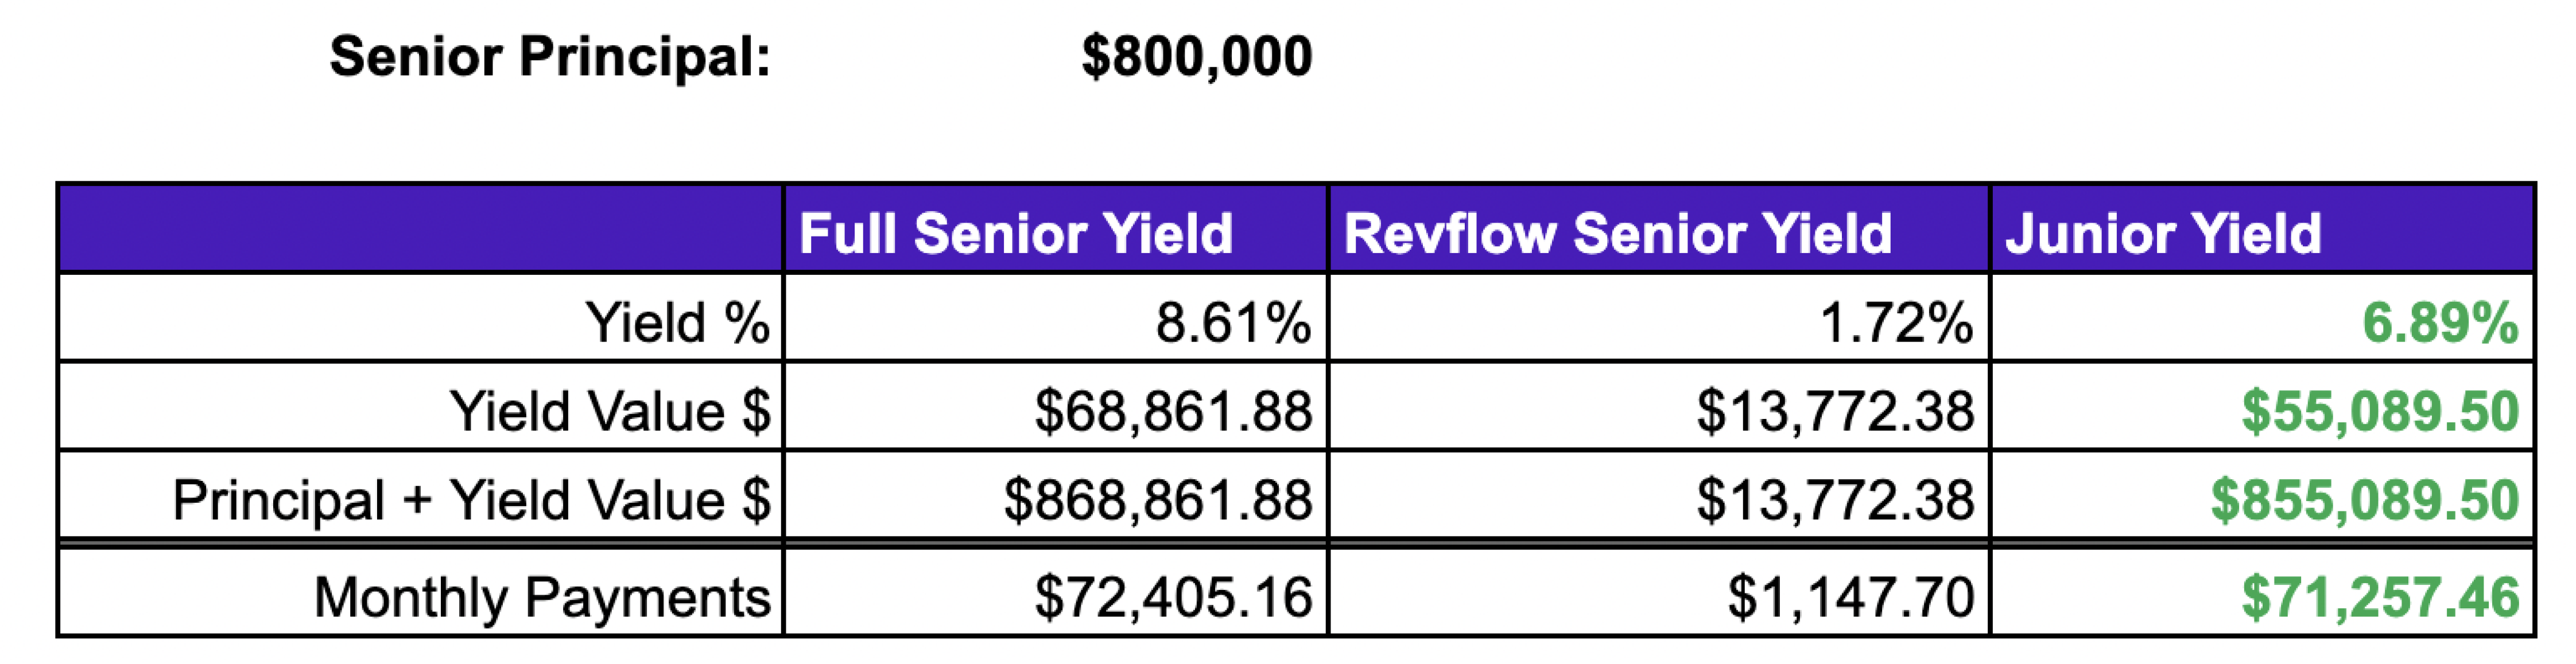 Senior Principal: $800,000
Full Senior Yield Revflow Senior Yield Junior Yield
Yield % 8.61% 1.72% 6.89%
Yield Value $ $68,861.88 $13,772.38 $55,089.50
Principal + Yield Value $ $868,861.88 $13,772.38 $855,089.50
Monthly Payments $72,405.16 $1,147.70 $71,257.46